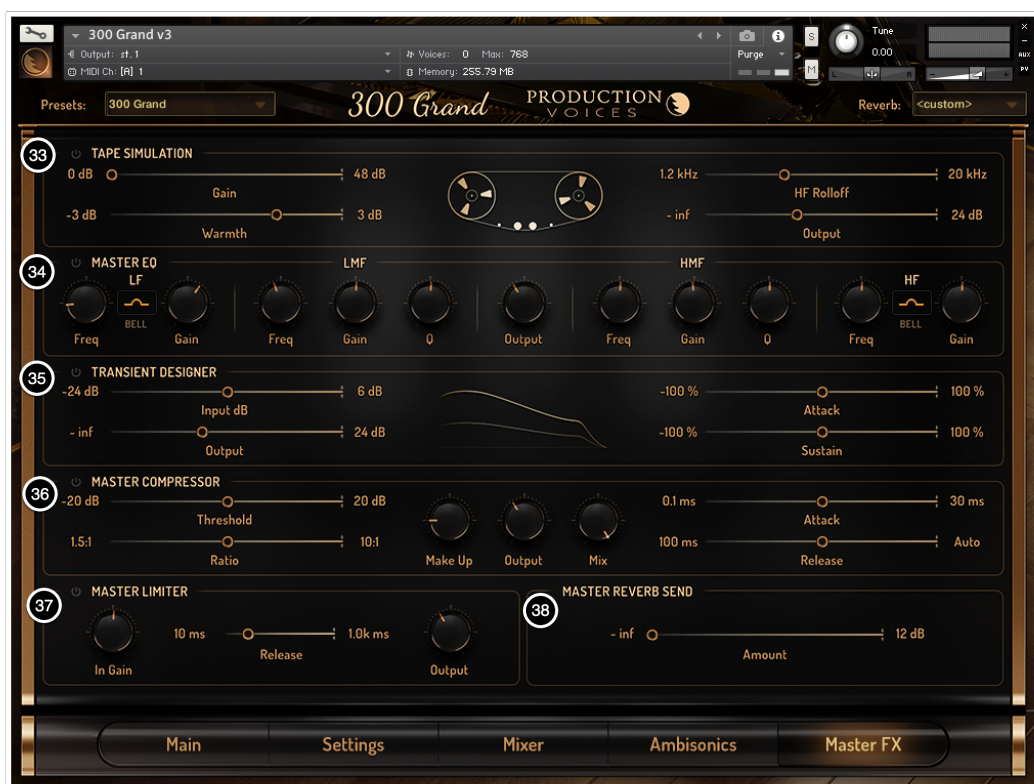 300 Grand v3
Output: st. 1
Voices: 0 Max: 768
Purge
MIDI Ch: [A] 1
Memory: 255.79 MB
S
M
Tune
0.00
L R
- +
×
-
AUX
PV
Presets: 300 Grand
300 Grand
PRODUCTION
VOICES
Reverb: <custom>
33
TAPE SIMULATION
0 dB 48 dB
Gain
-3 dB 3 dB
Warmth
1.2 kHz 20 kHz
HF Rolloff
- inf 24 dB
Output
34
MASTER EQ
LF
LMF
HMF
HF
BELL
BELL
Freq Gain Freq Gain Q Output Freq Gain Q Freq Gain
35
TRANSIENT DESIGNER
-24 dB 6 dB
Input dB
- inf 24 dB
Output
-100 % 100 %
Attack
-100 % 100 %
Sustain
36
MASTER COMPRESSOR
-20 dB 20 dB
Threshold
1.5:1 10:1
Ratio
Make Up Output Mix
0.1 ms 30 ms
Attack
100 ms Auto
Release
37
MASTER LIMITER
In Gain
10 ms 1.0k ms
Release
Output
38
MASTER REVERB SEND
- inf 12 dB
Amount
Main Settings Mixer Ambisonics Master FX